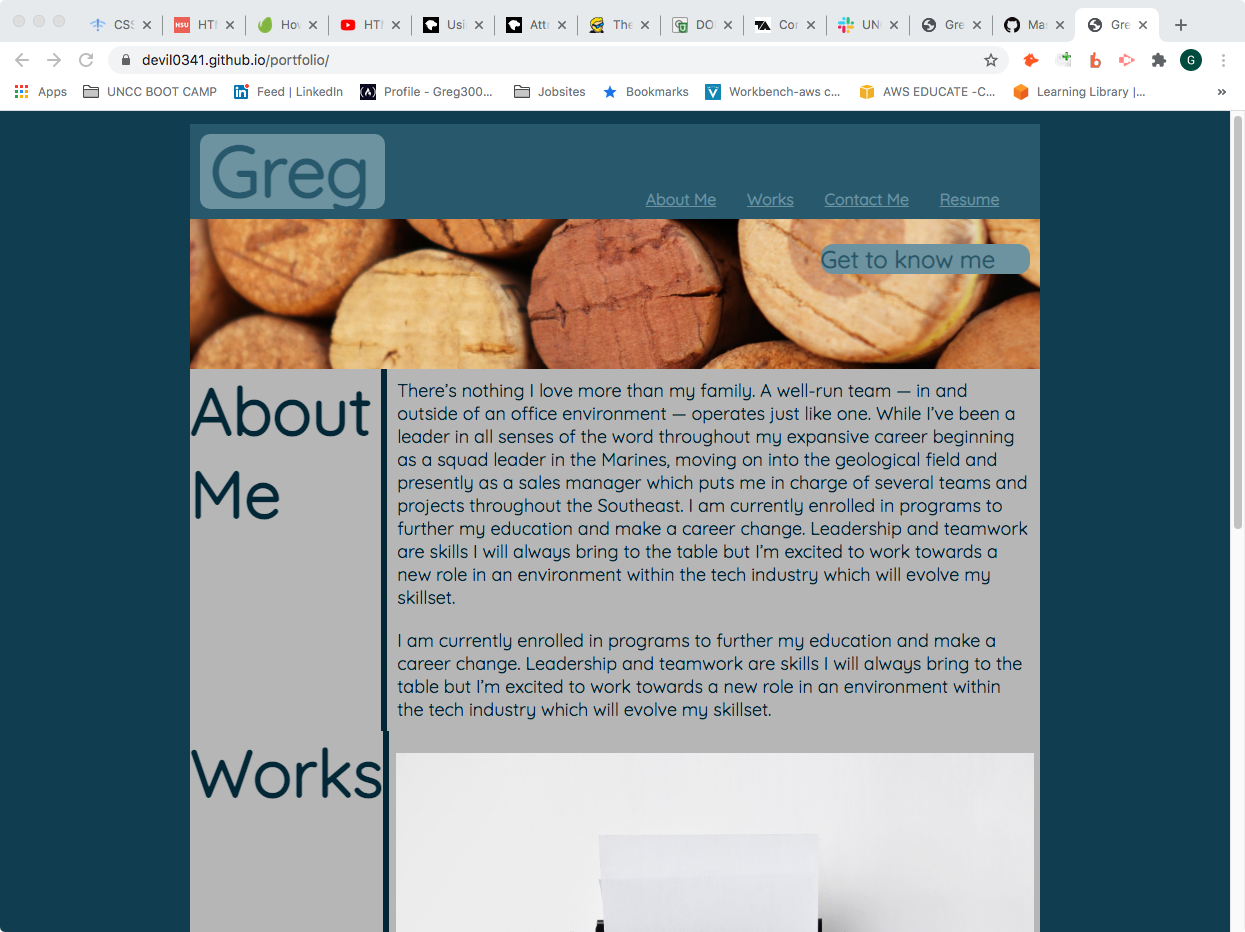 CSS
HTM
Hov
HTM
Usi
Attr
The
DO
Cor
UN
Gre
Ma
Gre
devil0341.github.io/portfolio/
G
Apps
UNCC BOOT CAMP
Feed | LinkedIn
Profile - Greg300...
Jobsites
Bookmarks
Workbench-aws c...
AWS EDUCATE -C...
Learning Library |...
»
Greg
About Me
Works
Contact Me
Resume
Get to know me
About
Me
There's nothing I love more than my family. A well-run team — in and
outside of an office environment — operates just like one. While I've been a
leader in all senses of the word throughout my expansive career beginning
as a squad leader in the Marines, moving on into the geological field and
presently as a sales manager which puts me in charge of several teams and
projects throughout the Southeast. I am currently enrolled in programs to
further my education and make a career change. Leadership and teamwork
are skills I will always bring to the table but I'm excited to work towards a
new role in an environment within the tech industry which will evolve my
skillset.
I am currently enrolled in programs to further my education and make a
career change. Leadership and teamwork are skills I will always bring to the
table but I'm excited to work towards a new role in an environment within
the tech industry which will evolve my skillset.
Works